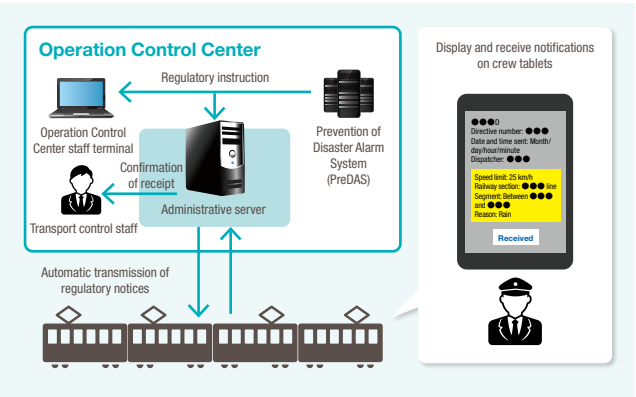 Operation Control Center
Regulatory instruction
Operation Control
Center staff terminal
Prevention of
Disaster Alarm
System
(PreDAS)
Confirmation
of receipt
Transport control staff
Administrative server
Automatic transmission of
regulatory notices
Display and receive notifications
on crew tablets
●●●D
Directive number: ●●●
Date and time sent: Month/
day/hour/minute
Dispatcher: ●●●
Speed limit: 25 km/h
Railway section: ●●● line
Segment: Between ●●●
and ●●●
Reason: Rain
Received